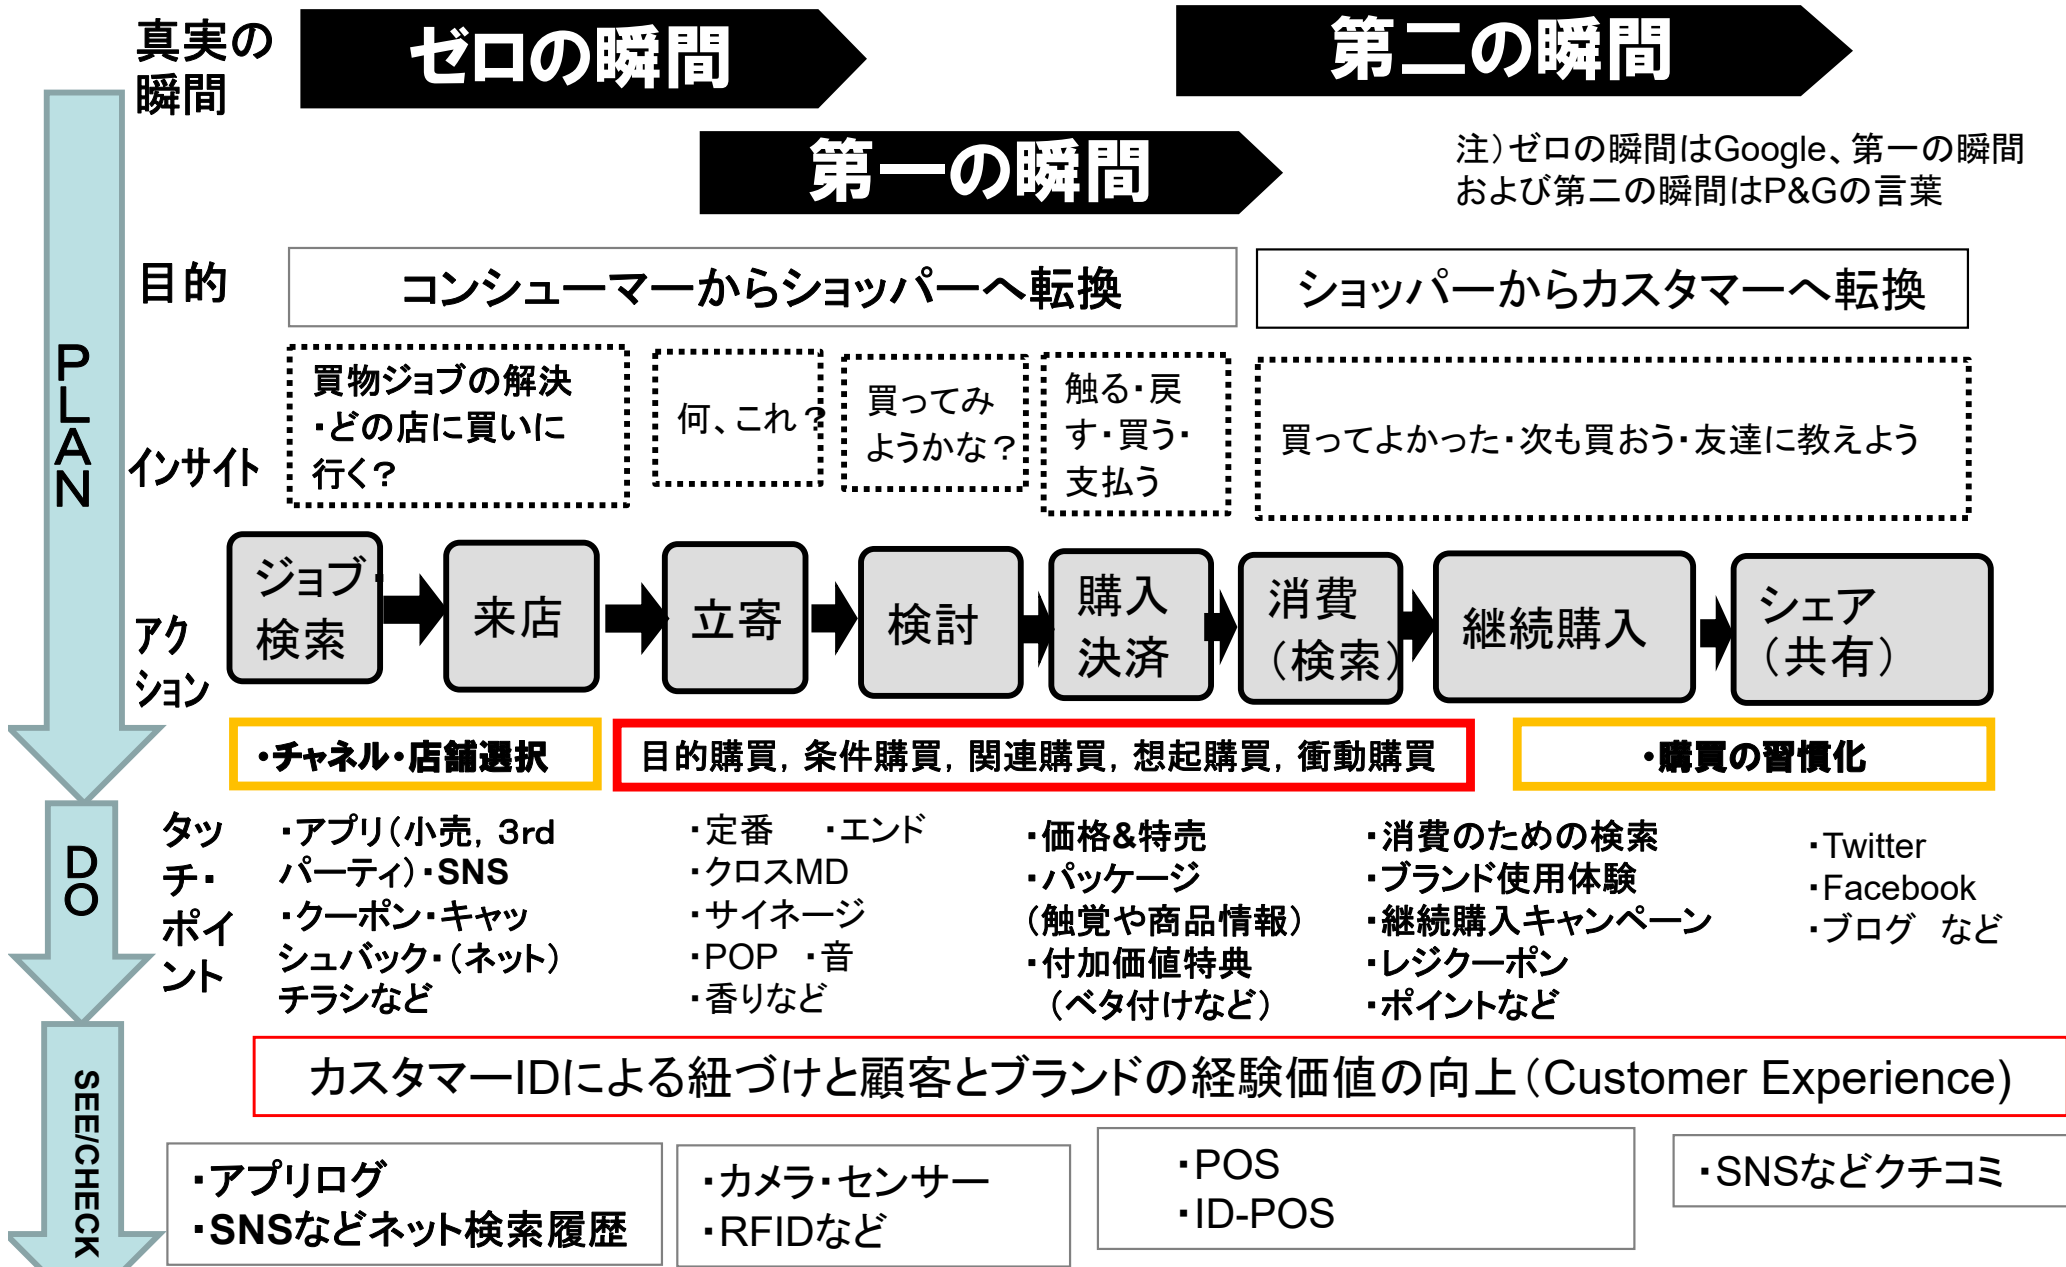 真実の
瞬間
ゼロの瞬間
第二の瞬間
第一の瞬間
注）ゼロの瞬間はGoogle、第一の瞬間
および第二の瞬間はP&Gの言葉
PLAN
目的
コンシューマーからショッパーへ転換
ショッパーからカスタマーへ転換
インサイト
買物ジョブの解決
・どの店に買いに
行く？
何、これ？
買ってみ
ようかな？
触る・戻
す・買う・
支払う
買ってよかった・次も買おう・友達に教えよう
アク
ション
ジョブ・
検索
来店
立寄
検討
購入
決済
消費
（検索）
継続購入
シェア
（共有）
・チャネル・店舗選択
目的購買，条件購買，関連購買，想起購買，衝動購買
・購買の習慣化
DO
タッ
チ・
ポイ
ント
・アプリ（小売，3rd
パーティ）・SNS
・クーポン・キャッ
シュバック・（ネット）
チラシなど
・定番　・エンド
・クロスMD
・サイネージ
・POP　・音
・香りなど
・価格&特売
・パッケージ
（触覚や商品情報）
・付加価値特典
（ベタ付けなど）
・消費のための検索
・ブランド使用体験
・継続購入キャンペーン
・レジクーポン
・ポイントなど
・Twitter
・Facebook
・ブログ　など
SEE/CHECK
カスタマーIDによる紐づけと顧客とブランドの経験価値の向上（Customer Experience)
・アプリログ
・SNSなどネット検索履歴
・カメラ・センサー
・RFIDなど
・POS
・ID-POS
・SNSなどクチコミ